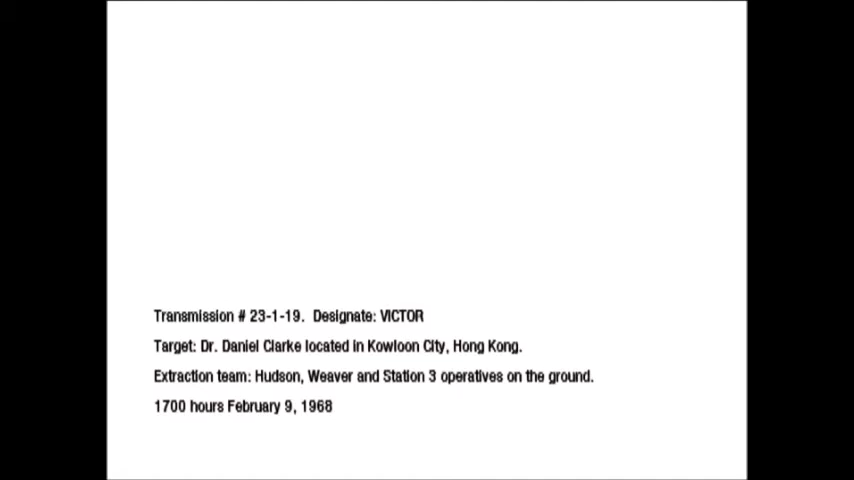 Transmission # 23-1-19. Designate: VICTOR
Target: Dr. Daniel Clarke located in Kowloon City, Hong Kong.
Extraction team: Hudson, Weaver and Station 3 operatives on the ground.
1700 hours February 9, 1968